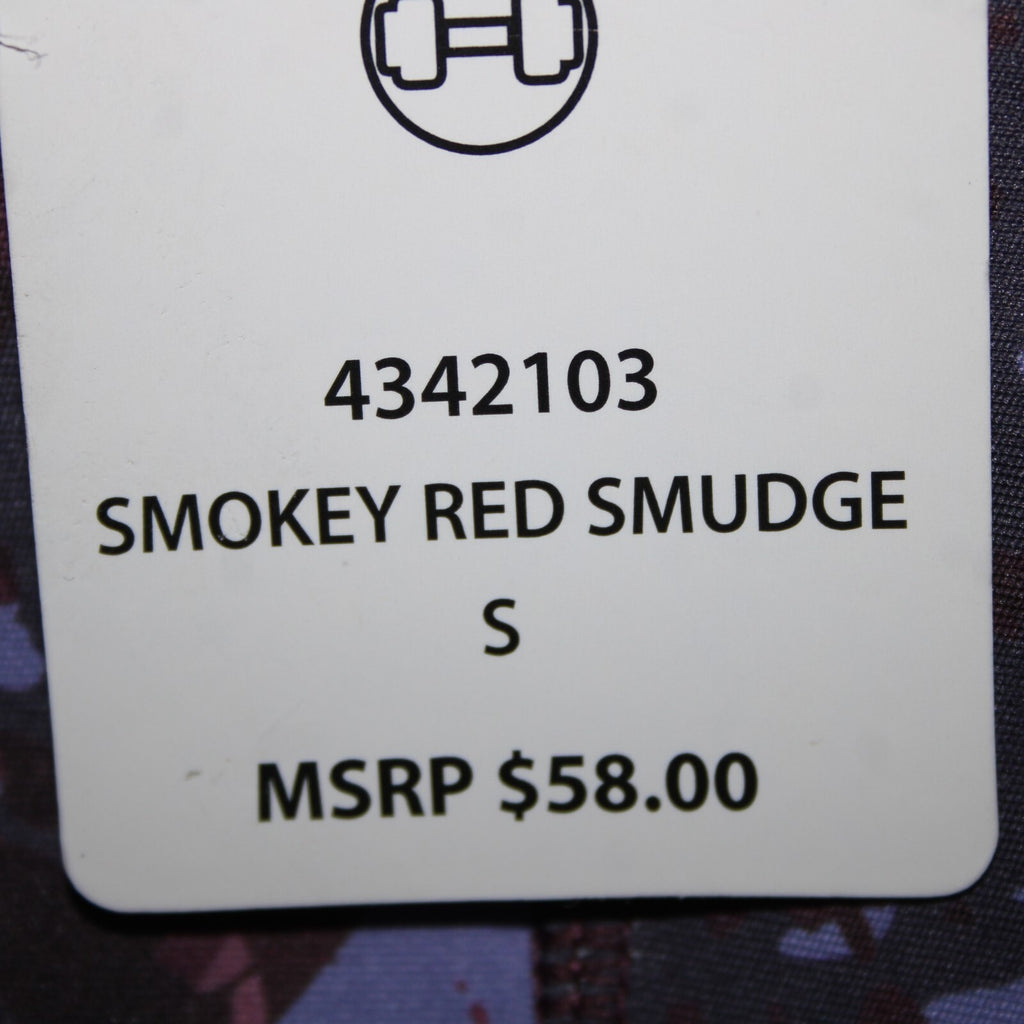 4342103
SMOKEY RED SMUDGE
S
MSRP $58.00